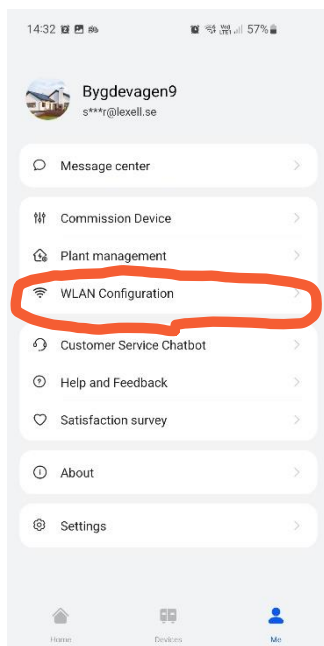 14:32 57%
Bygdevagen9
s***r@lexell.se
Message center
Commission Device
Plant management
WLAN Configuration
Customer Service Chatbot
Help and Feedback
Satisfaction survey
About
Settings
Home Devices Me